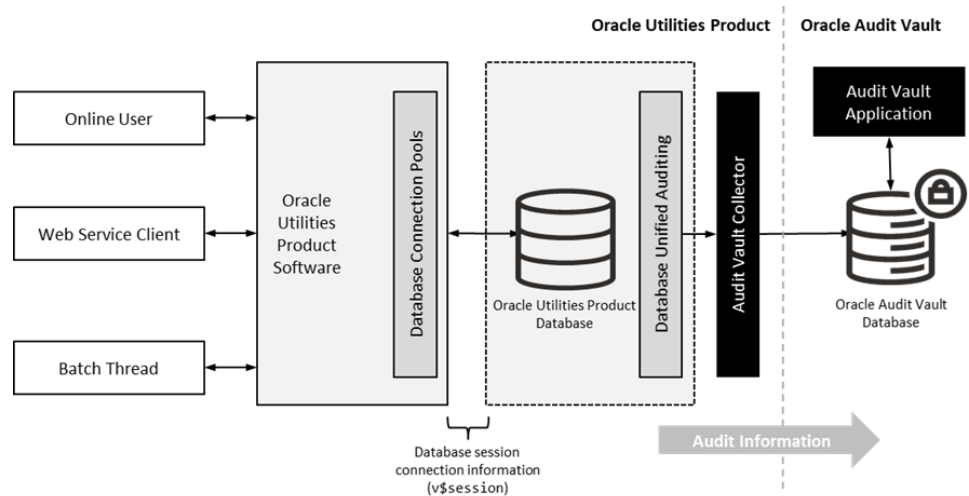 Oracle Utilities Product
Oracle Audit Vault
Online User
Web Service Client
Batch Thread
Oracle
Utilities
Product
Software
Database Connection Pools
Oracle Utilities Product
Database
Database Unified Auditing
Audit Vault Collector
Audit Vault
Application
Oracle Audit Vault
Database
Audit Information
Database session
connection information
(v$session)